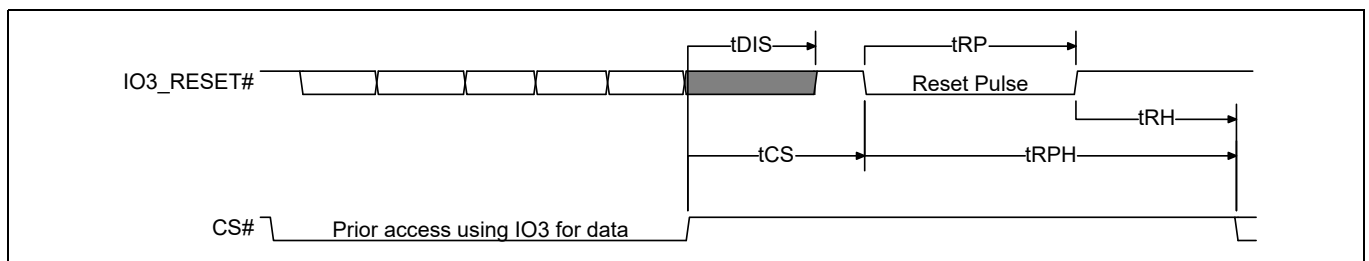 tDIS
tRP
IO3_RESET#
Reset Pulse
tRH
tCS
tRPH
CS#
Prior access using IO3 for data